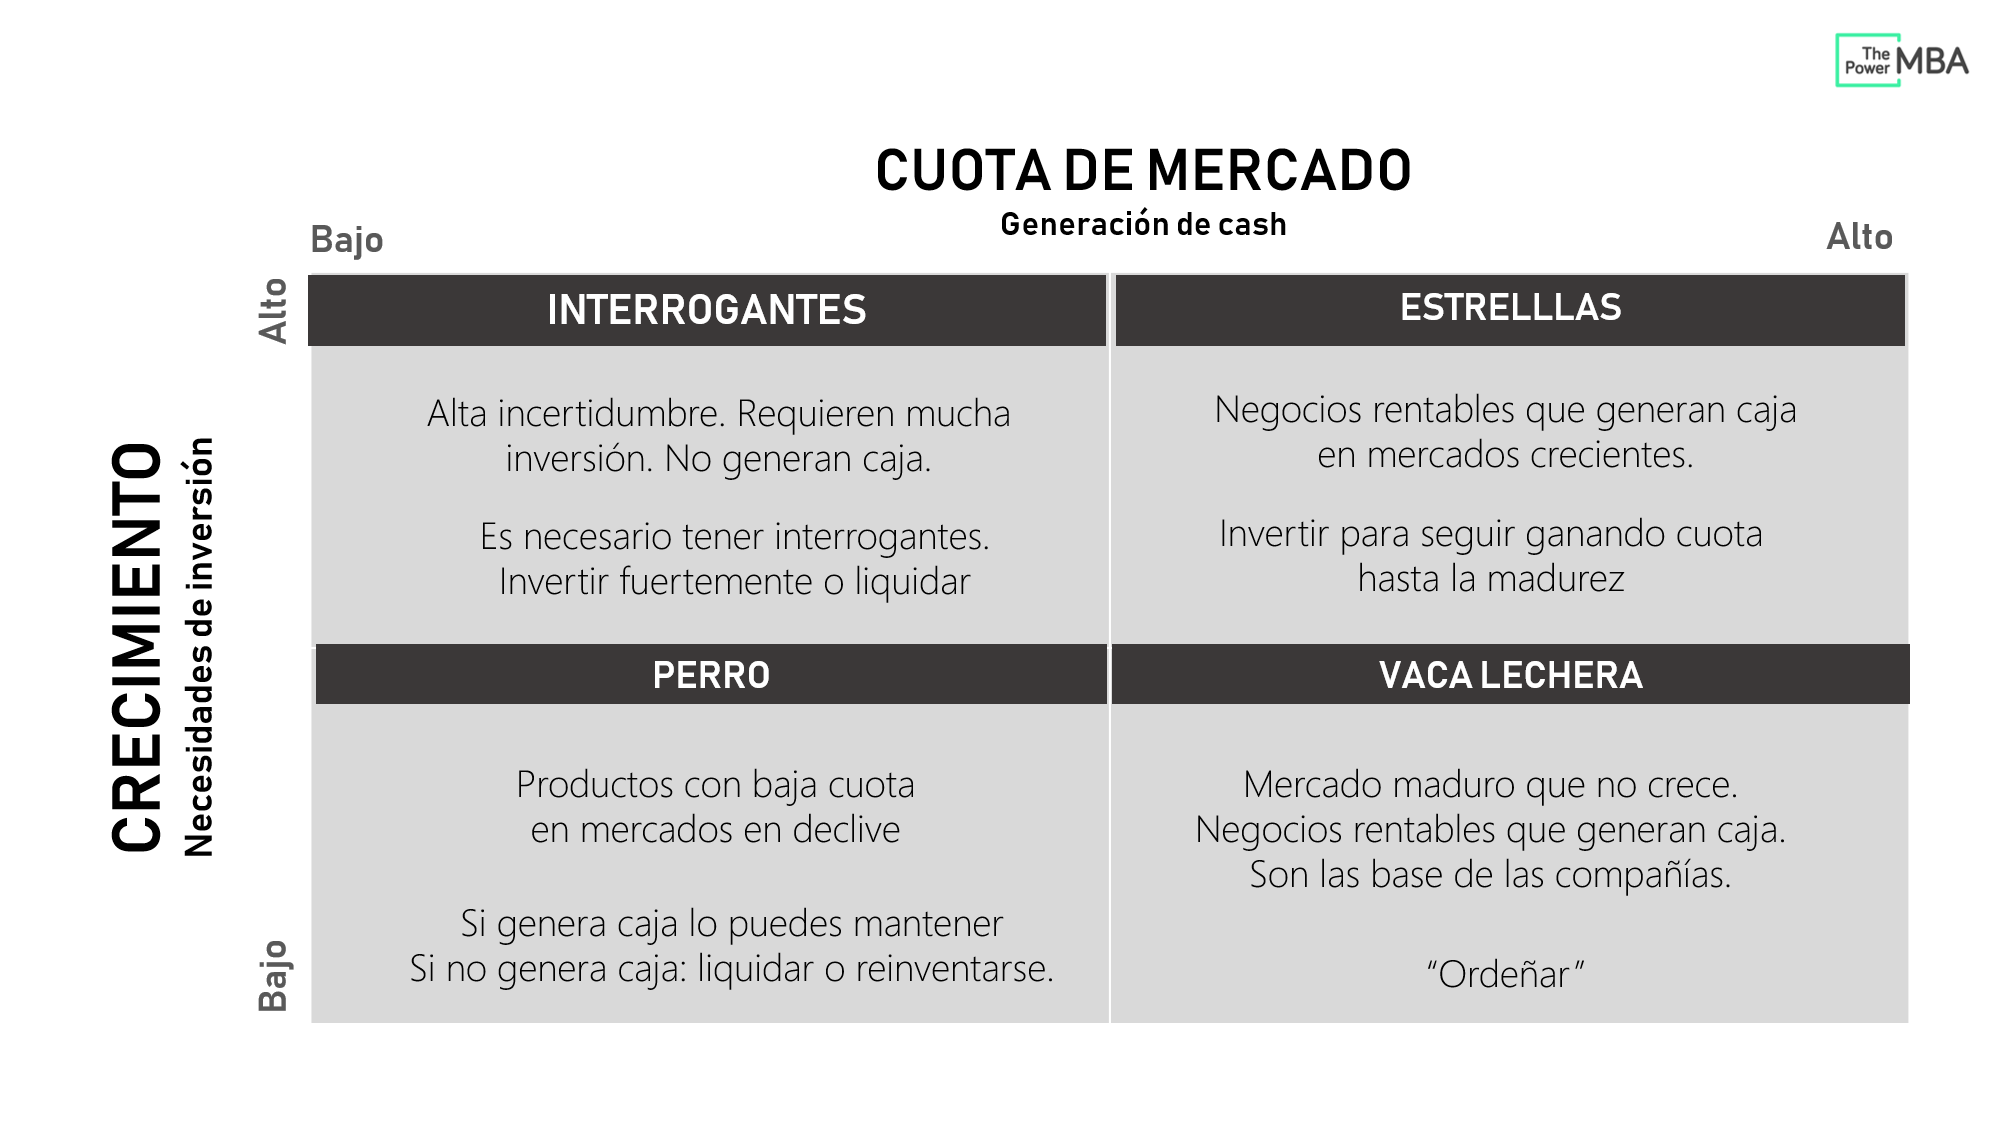 The
Power MBA
CUOTA DE MERCADO
Generación de cash
Bajo
Alto
CRECIMIENTO
Necesidades de inversión
Alto
Bajo
INTERROGANTES
Alta incertidumbre. Requieren mucha
inversión. No generan caja.
Es necesario tener interrogantes.
Invertir fuertemente o liquidar
ESTRELLLAS
Negocios rentables que generan caja
en mercados crecientes.
Invertir para seguir ganando cuota
hasta la madurez
PERRO
Productos con baja cuota
en mercados en declive
Si genera caja lo puedes mantener
Si no genera caja: liquidar o reinventarse.
VACA LECHERA
Mercado maduro que no crece.
Negocios rentables que generan caja.
Son las base de las compañías.
“Ordeñar”